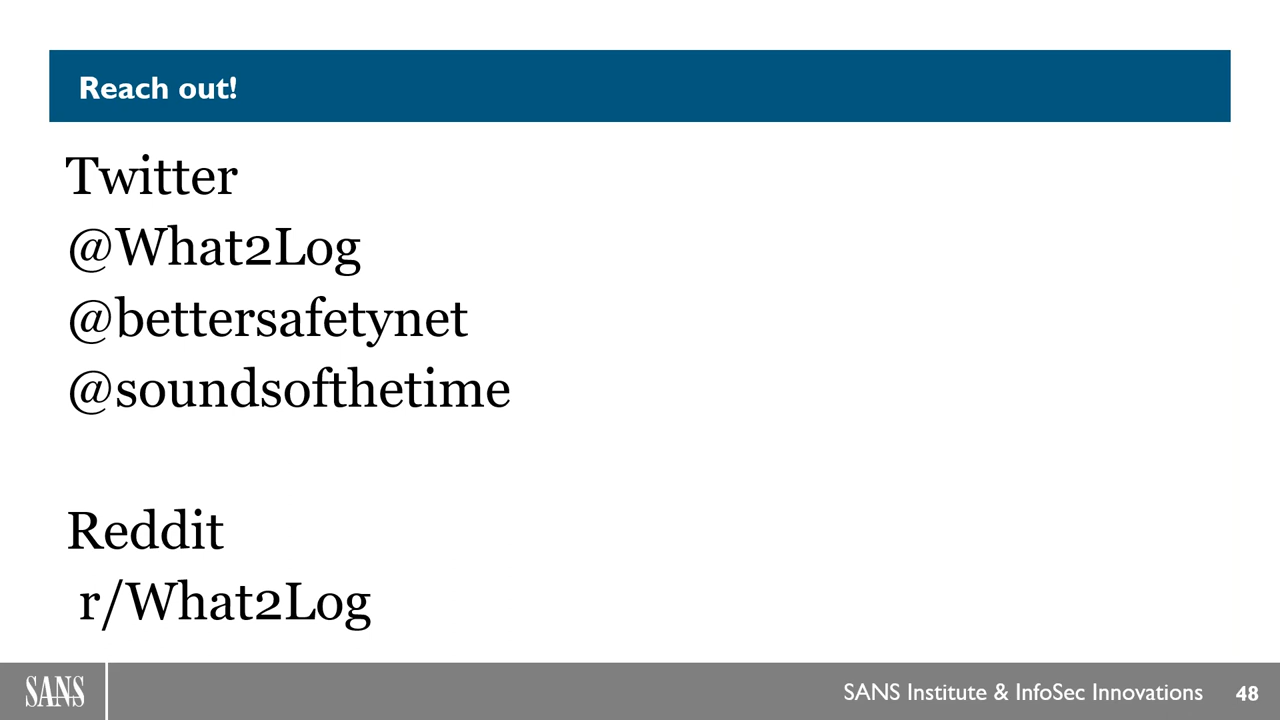 Reach out!
Twitter
@What2Log
@bettersafetynet
@soundsofthetime
Reddit
r/What2Log
SANS
SANS Institute & InfoSec Innovations
48